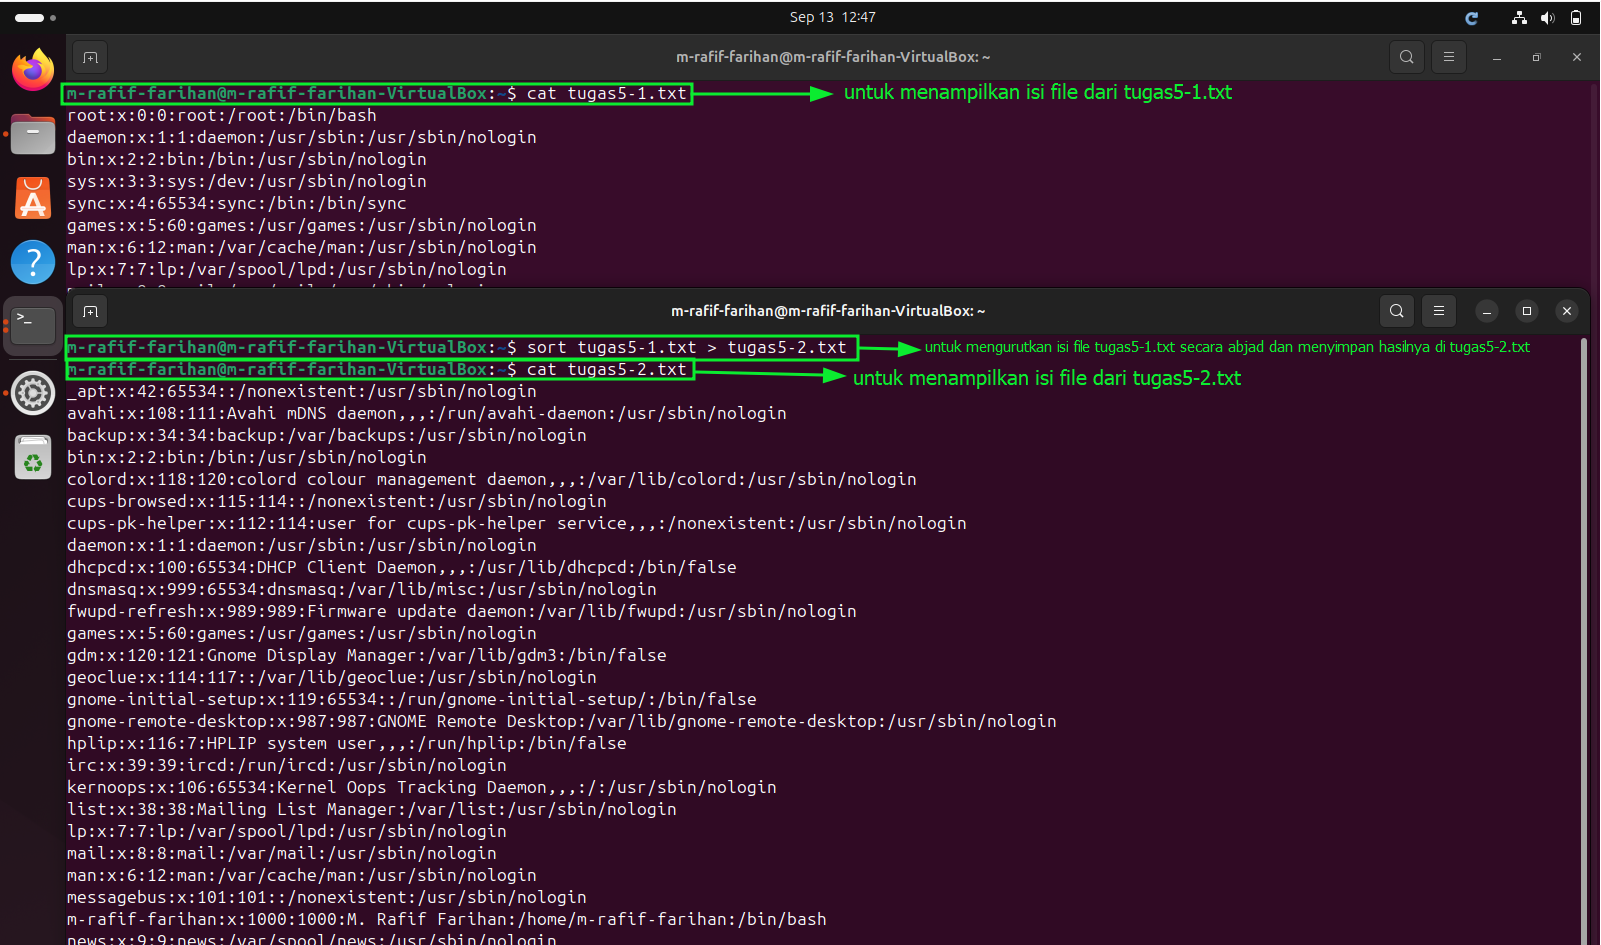 Sep 13 12:47
m-rafif-farihan@m-rafif-farihan-VirtualBox: ~
m-rafif-farihan@m-rafif-farihan-VirtualBox:~$ cat tugas5-1.txt
untuk menampilkan isi file dari tugas5-1.txt
root:x:0:0:root:/root:/bin/bash
daemon:x:1:1:daemon:/usr/sbin:/usr/sbin/nologin
bin:x:2:2:bin:/bin:/usr/sbin/nologin
sys:x:3:3:sys:/dev:/usr/sbin/nologin
sync:x:4:65534:sync:/bin:/bin/sync
games:x:5:60:games:/usr/games:/usr/sbin/nologin
man:x:6:12:man:/var/cache/man:/usr/sbin/nologin
lp:x:7:7:lp:/var/spool/lpd:/usr/sbin/nologin
m-rafif-farihan@m-rafif-farihan-VirtualBox: ~
m-rafif-farihan@m-rafif-farihan-VirtualBox:~$ sort tugas5-1.txt > tugas5-2.txt
untuk mengurutkan isi file tugas5-1.txt secara abjad dan menyimpan hasilnya di tugas5-2.txt
m-rafif-farihan@m-rafif-farihan-VirtualBox:~$ cat tugas5-2.txt
untuk menampilkan isi file dari tugas5-2.txt
_apt:x:42:65534::/nonexistent:/usr/sbin/nologin
avahi:x:108:111:Avahi mDNS daemon,,,:/run/avahi-daemon:/usr/sbin/nologin
backup:x:34:34:backup:/var/backups:/usr/sbin/nologin
bin:x:2:2:bin:/bin:/usr/sbin/nologin
colord:x:118:120:colord colour management daemon,,,:/var/lib/colord:/usr/sbin/nologin
cups-browsed:x:115:114::/nonexistent:/usr/sbin/nologin
cups-pk-helper:x:112:114:user for cups-pk-helper service,,,:/nonexistent:/usr/sbin/nologin
daemon:x:1:1:daemon:/usr/sbin:/usr/sbin/nologin
dhcpcd:x:100:65534:DHCP Client Daemon,,,:/usr/lib/dhcpcd:/bin/false
dnsmasq:x:999:65534:dnsmasq:/var/lib/misc:/usr/sbin/nologin
fwupd-refresh:x:989:989:Firmware update daemon:/var/lib/fwupd:/usr/sbin/nologin
games:x:5:60:games:/usr/games:/usr/sbin/nologin
gdm:x:120:121:Gnome Display Manager:/var/lib/gdm3:/bin/false
geoclue:x:114:117::/var/lib/geoclue:/usr/sbin/nologin
gnome-initial-setup:x:119:65534::/run/gnome-initial-setup/:/bin/false
gnome-remote-desktop:x:987:987:GNOME Remote Desktop:/var/lib/gnome-remote-desktop:/usr/sbin/nologin
hplip:x:116:7:HPLIP system user,,,:/run/hplip:/bin/false
irc:x:39:39:ircd:/run/ircd:/usr/sbin/nologin
kernoops:x:106:65534:Kernel Oops Tracking Daemon,,,:/:/usr/sbin/nologin
list:x:38:38:Mailing List Manager:/var/list:/usr/sbin/nologin
lp:x:7:7:lp:/var/spool/lpd:/usr/sbin/nologin
mail:x:8:8:mail:/var/mail:/usr/sbin/nologin
man:x:6:12:man:/var/cache/man:/usr/sbin/nologin
messagebus:x:101:101::/nonexistent:/usr/sbin/nologin
m-rafif-farihan:x:1000:1000:M. Rafif Farihan:/home/m-rafif-farihan:/bin/bash
news:x:9:9:news:/var/spool/news:/usr/sbin/nologin